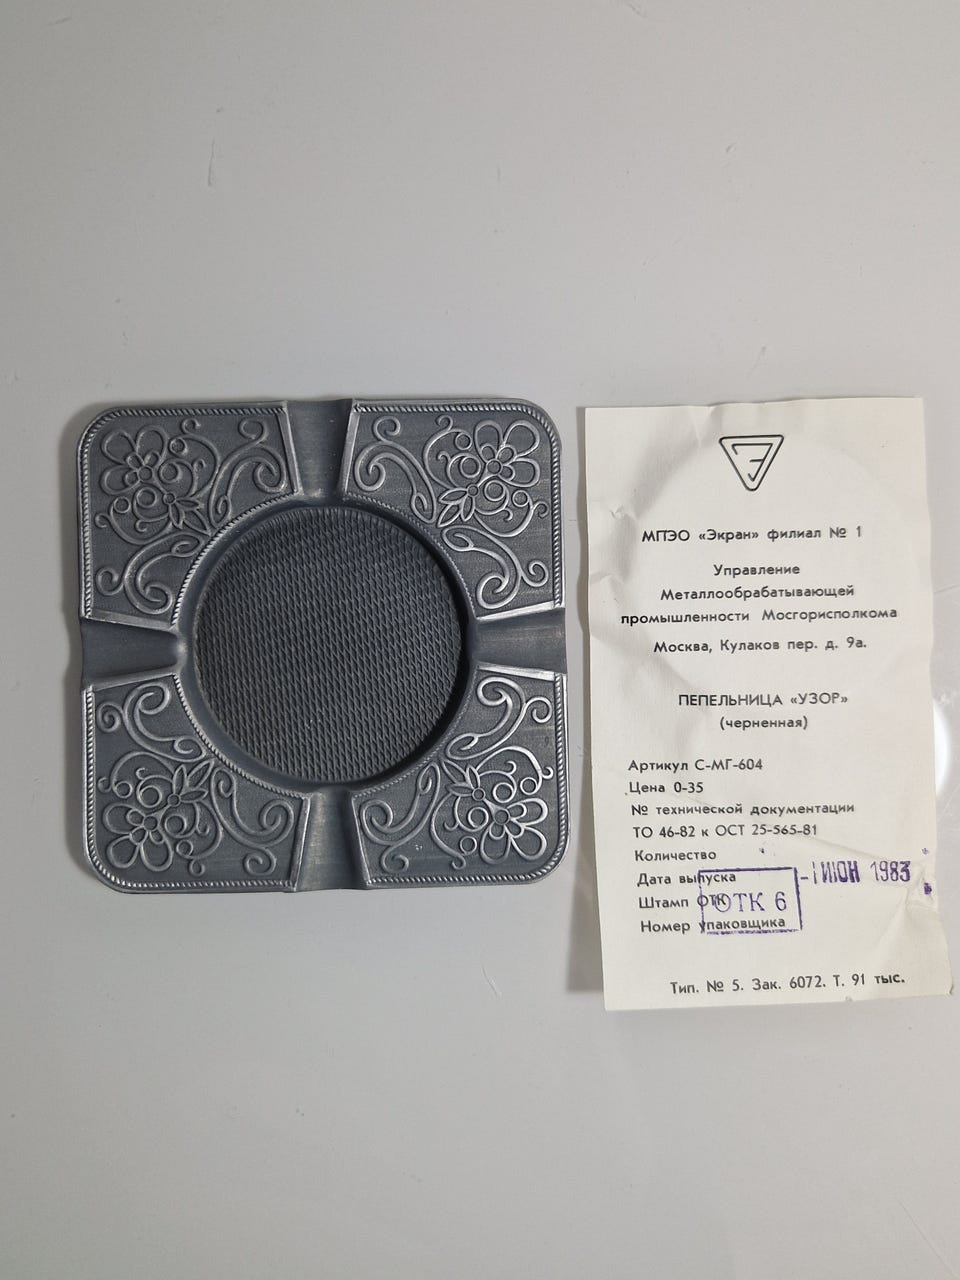 Э
МПЭО «Экран» филиал № 1
Управление
Металлообрабатывающей
промышленности Мосгорисполкома
Москва, Кулаков пер. д. 9а.
ПЕПЕЛЬНИЦА «УЗОР»
(черненная)
Артикул С-МГ-604
Цена 0-35
№ технической документации
ТО 46-82 к ОСТ 25-565-81
Количество
Дата выпуска -1 ИЮН 1983
Штамп ОТК ОТК 6
Номер упаковщика
Тип. № 5. Зак. 6072. Т. 91 тыс.